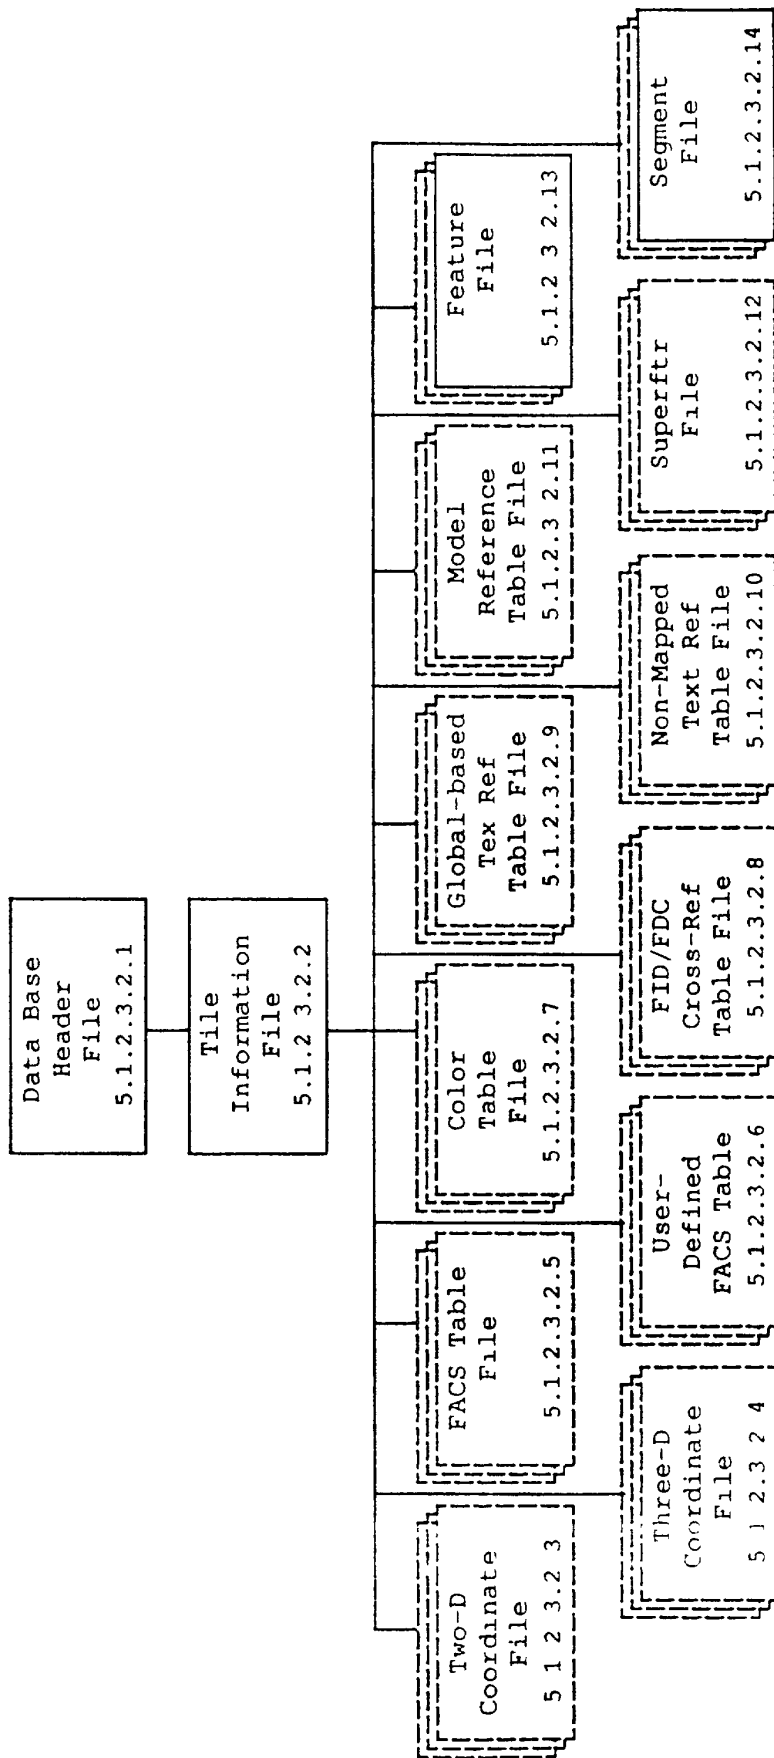 Data Base
Header
File
5.1.2.3.2.1
Tile
Information
File
5.1.2 3.2.2
Two-D
Coordinate
File
5 1 2 3.2 3
FACS Table
File
5.1.2.3.2.5
Color
Table
File
5.1.2.3.2.7
Global-based
Tex Ref
Table File
5.1.2.3.2.9
Model
Reference
Table File
5.1.2.3 2.11
Feature
File
5.1.2 3 2.13
Three-D
Coordinate
File
5 1 2.3 2 4
User-
Defined
FACS Table
5.1.2.3.2.6
FID/FDC
Cross-Ref
Table File
5.1.2.3.2.8
Non-Mapped
Text Ref
Table File
5.1.2.3.2.10
Superftr
File
5.1.2.3.2.12
Segment
File
5.1.2.3.2.14